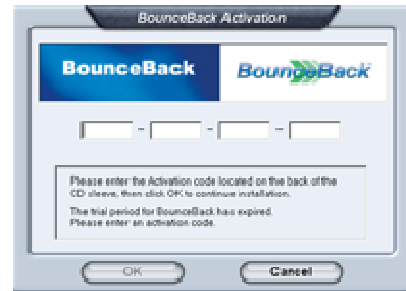 BounceBack Activation
BounceBack BounceBack
- - -
Please enter the Activation code located on the back of the
CD sleeve, then click OK to continue installation.
The trial period for BounceBack has expired.
Please enter an activation code.
OK Cancel